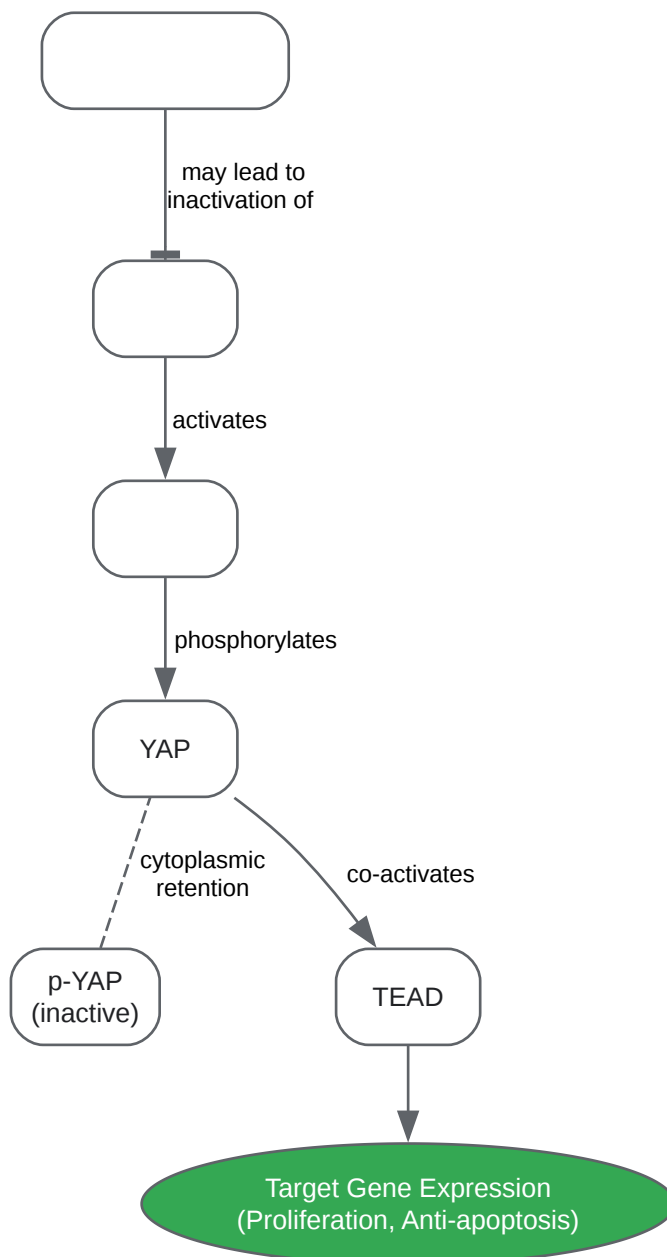 may lead to
inactivation of
activates
phosphorylates
YAP
cytoplasmic
retention
co-activates
p-YAP
(inactive)
TEAD
Target Gene Expression
(Proliferation, Anti-apoptosis)